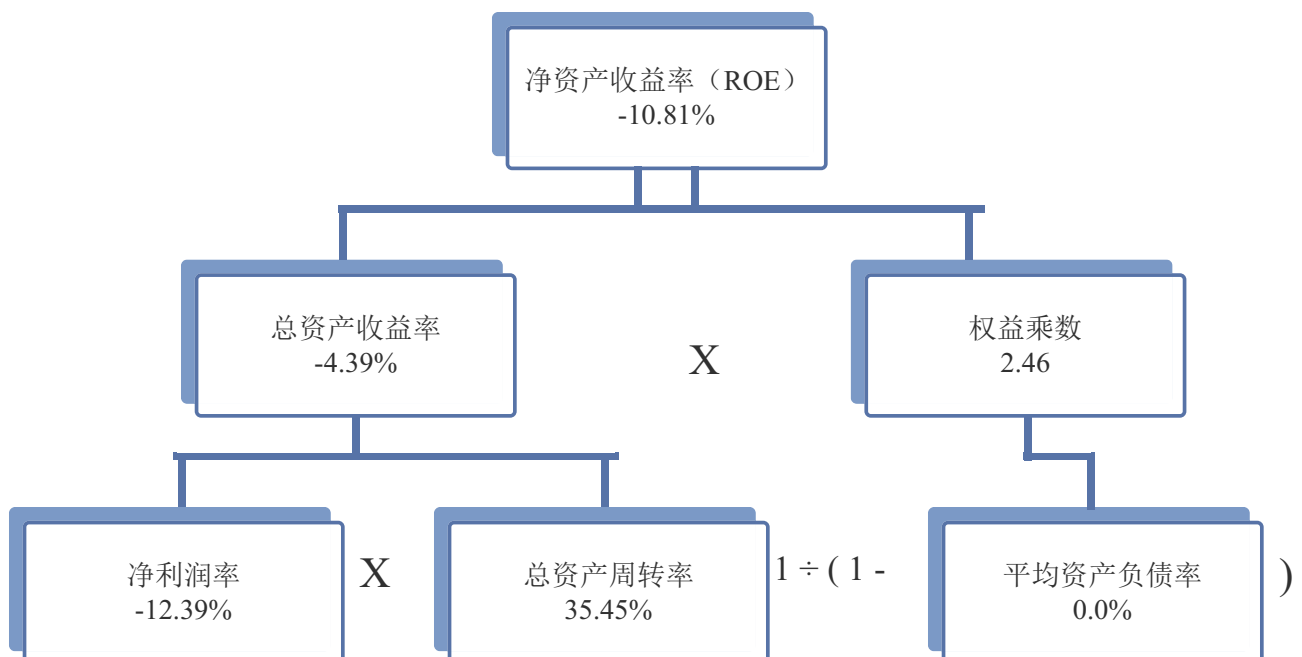 净资产收益率（ROE）
-10.81%
总资产收益率
-4.39%
X
权益乘数
2.46
净利润率
-12.39%
X
总资产周转率
35.45%
1 ÷ ( 1 -
平均资产负债率
0.0%
)